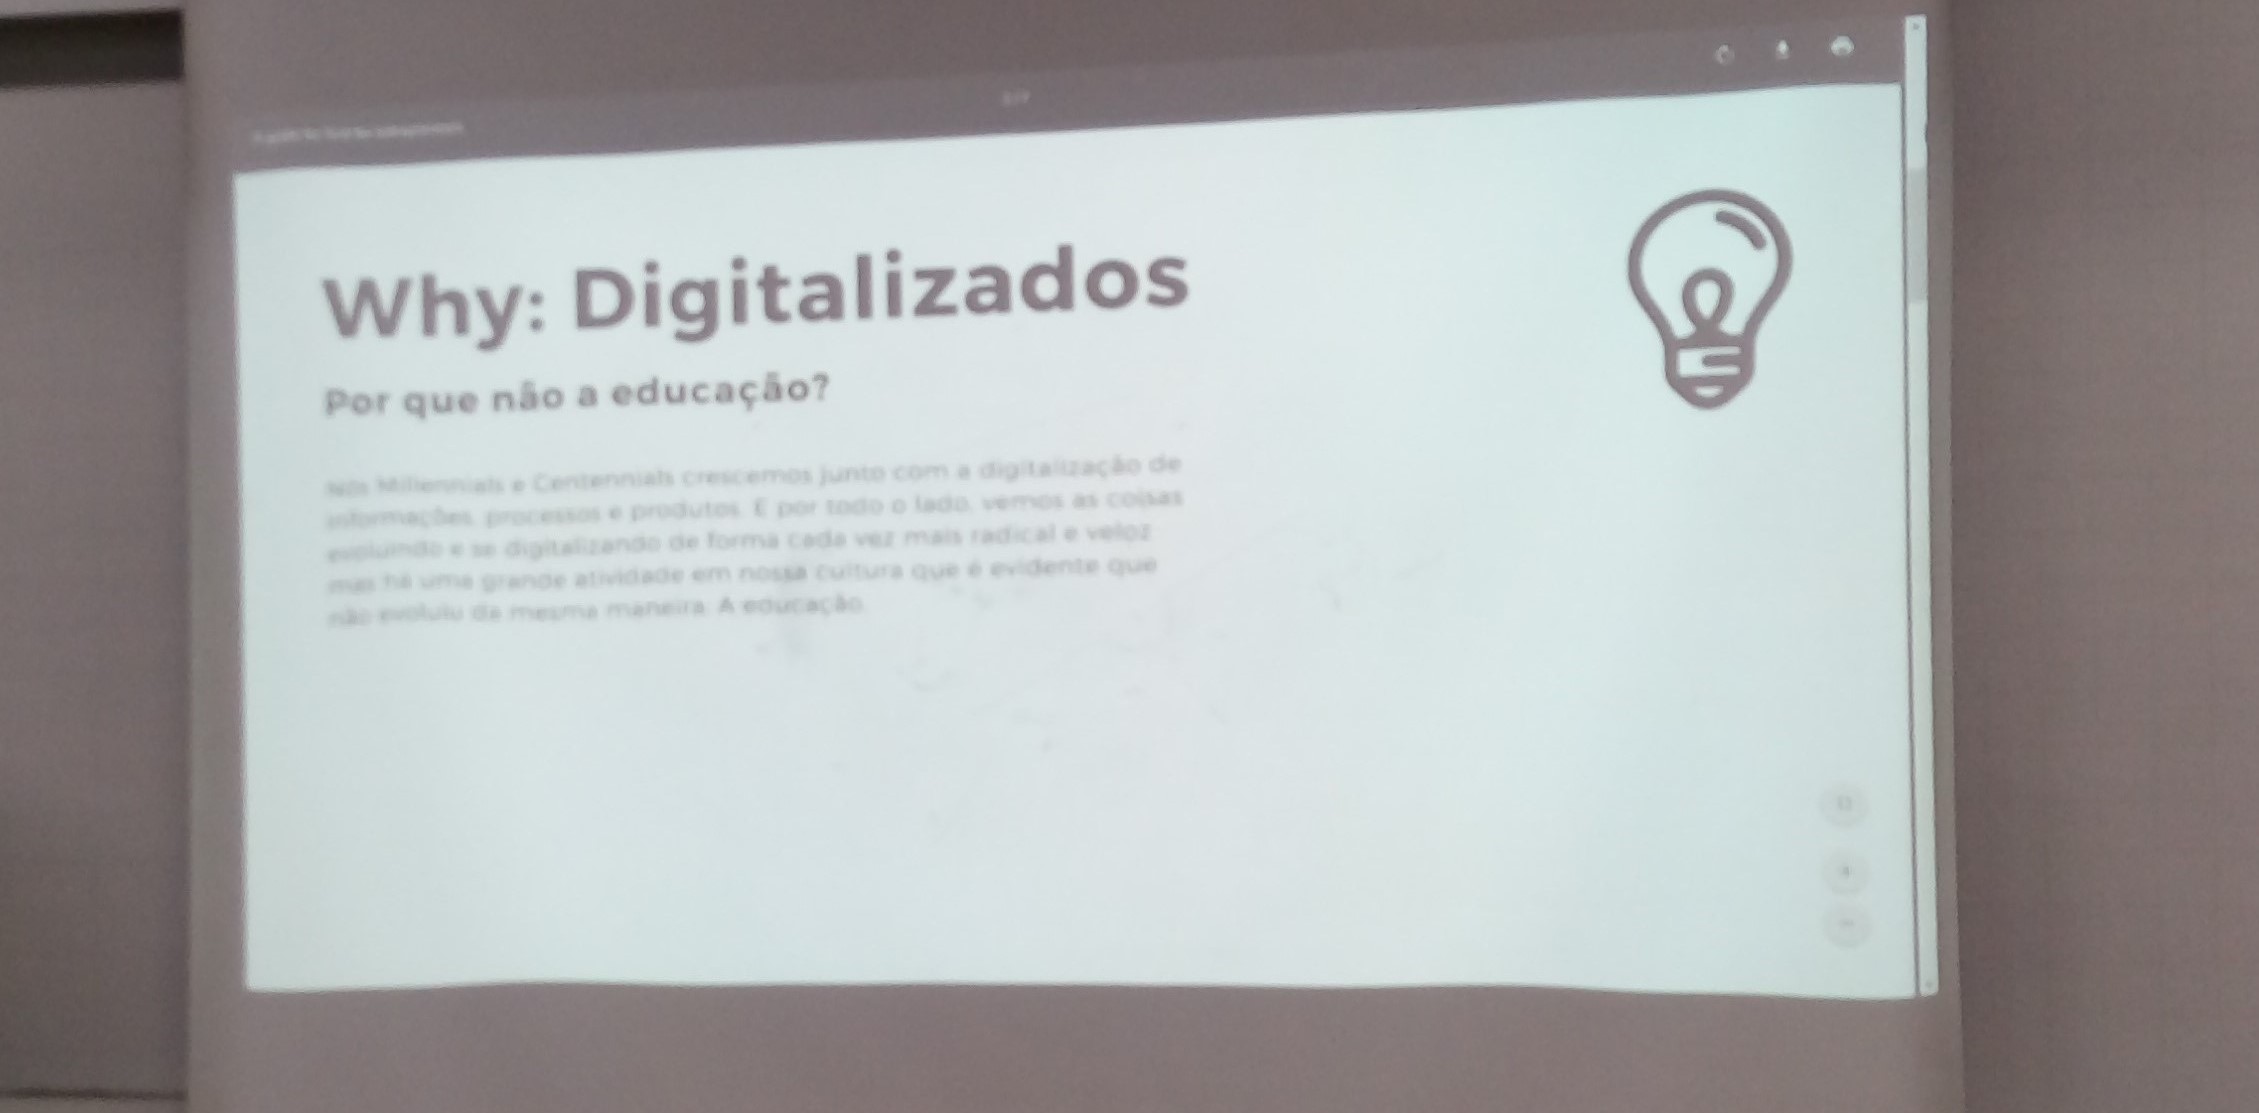 Why: Digitalizados
Por que não a educação?
Nós Millennials e Centennials crescemos junto com a digitalização de
informações, processos e produtos. E por todo o lado, vemos as coisas
evoluindo e se digitalizando de forma cada vez mais radical e veloz
mas há uma grande atividade em nossa cultura que é evidente que
não evoluiu da mesma maneira. A educação.